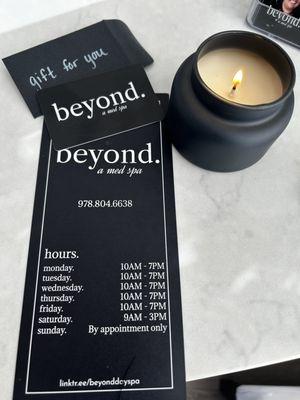 gift for you
beyond.
a med spa
beyond.
a med spa
978.804.6638
hours.
monday. 10AM - 7PM
tuesday. 10AM - 7PM
wednesday. 10AM - 7PM
thursday. 10AM - 7PM
friday. 10AM - 7PM
saturday. 9AM - 3PM
sunday. By appointment only
linktr.ee/beyonddayspa